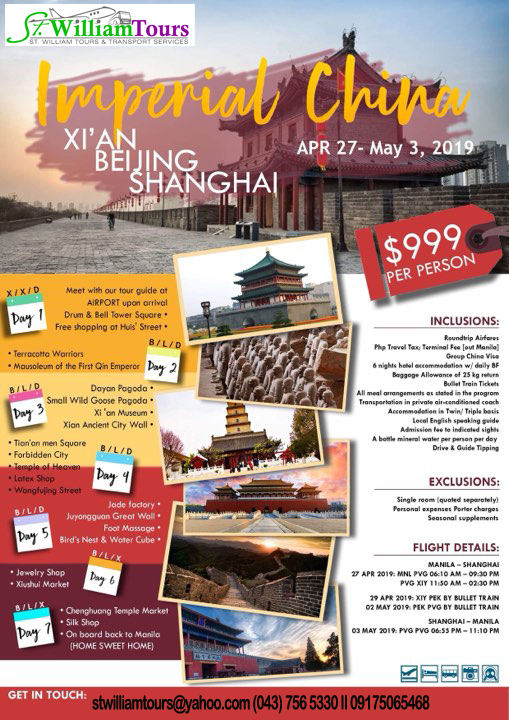 St. WilliamTours
ST. WILLIAM TOURS & TRANSPORT SERVICES
Imperial China
XI'AN
BEIJING
SHANGHAI
APR 27- May 3, 2019
$999
PER PERSON
X/X/D
Day 1
Meet with our tour guide at
AIRPORT upan arrival
Drum & Bell Tower Square •
Free shopping at Huis' Street •
B/L/D
Day 2
• Terracotta Warriors
• Mausoleum of the First Qin Emperor
B/L/D
Day 3
Dayan Pagoda •
Small Wild Goose Pagoda •
Xi 'an Museum •
Xian Ancient City Wall •
• Tian'an men Square
• Forbidden City
• Temple of Heaven
• Latex Shop
• Wangfujing Street
B/L/D
Day 4
B/L/D
Day 5
Jade factory •
Juyongguan Great Wall •
Foot Massage •
Bird's Nest & Water Cube •
• Jewelry Shop
• Xiushui Market
B/L/X
Day 6
B/L/X
Day 7
• Chenghuang Temple Market
• Silk Shop
• On board back to Manila
(HOME SWEET HOME)
INCLUSIONS:
Roundtrip Airfares
Php Travel Tax; Terminal Fee [out Manila]
Group China Visa
6 nights hotel accommodation w/ daily BF
Baggage Allowance of 25 kg return
Bullet Train Tickets
All meal arrangements as stated in the program
Transportation in private air-conditioned coach
Accommodation in Twin/ Triple basis
Local English speaking guide
Admission fee to indicated sights
A bottle mineral water per person per day
Drive & Guide Tipping
EXCLUSIONS:
Single room (quoted separately)
Personal expenses Porter charges
Seasonal supplements
FLIGHT DETAILS:
MANILA – SHANGHAI
27 APR 2019: MNL PVG 06:10 AM – 09:30 PM
PVG XIY 11:50 AM – 02:30 PM
29 APR 2019: XIY PEK BY BULLET TRAIN
02 MAY 2019: PEK PVG BY BULLET TRAIN
SHANGHAI – MANILA
03 MAY 2019: PVG PVG 06:55 PM – 11:10 PM
GET IN TOUCH: stwilliamtours@yahoo.com (043) 756 5330 ll 09175065468